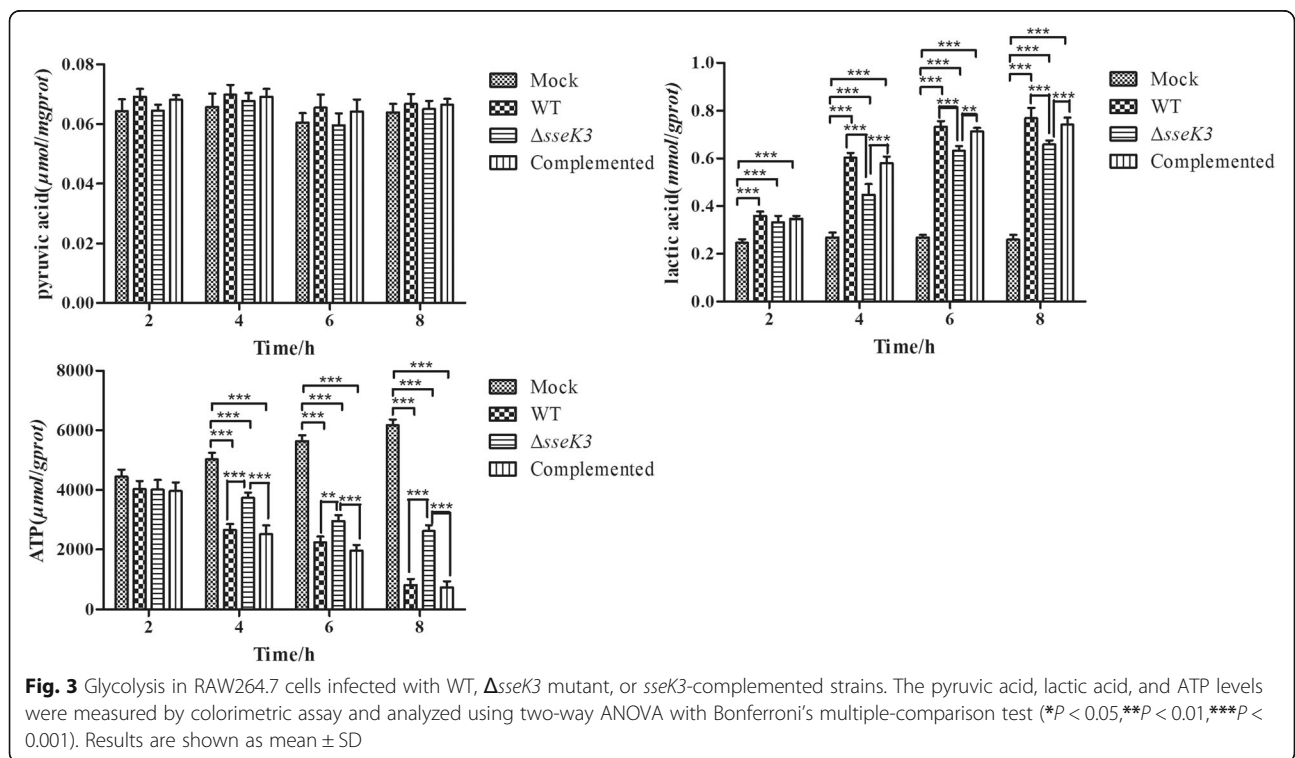 0.08
0.06
0.04
0.02
0.00
pyruvic acid(μmol/mgprot)
2 4 6 8
Time/h
Mock
WT
ΔsseK3
Complemented
1.0
0.8
0.6
0.4
0.2
0.0
lactic acid(mmol/gprot)
*** *** ***
*** *** *** *** ***
*** *** *** *** **
*** *** *** *** ***
2 4 6 8
Time/h
Mock
WT
ΔsseK3
Complemented
8000
6000
4000
2000
0
ATP(μmol/gprot)
*** *** *** *** ***
*** *** *** ** ***
*** *** *** *** ***
2 4 6 8
Time/h
Mock
WT
ΔsseK3
Complemented
Fig. 3 Glycolysis in RAW264.7 cells infected with WT, ΔsseK3 mutant, or sseK3-complemented strains. The pyruvic acid, lactic acid, and ATP levels
were measured by colorimetric assay and analyzed using two-way ANOVA with Bonferroni's multiple-comparison test (*P < 0.05,**P < 0.01,***P <
0.001). Results are shown as mean ± SD